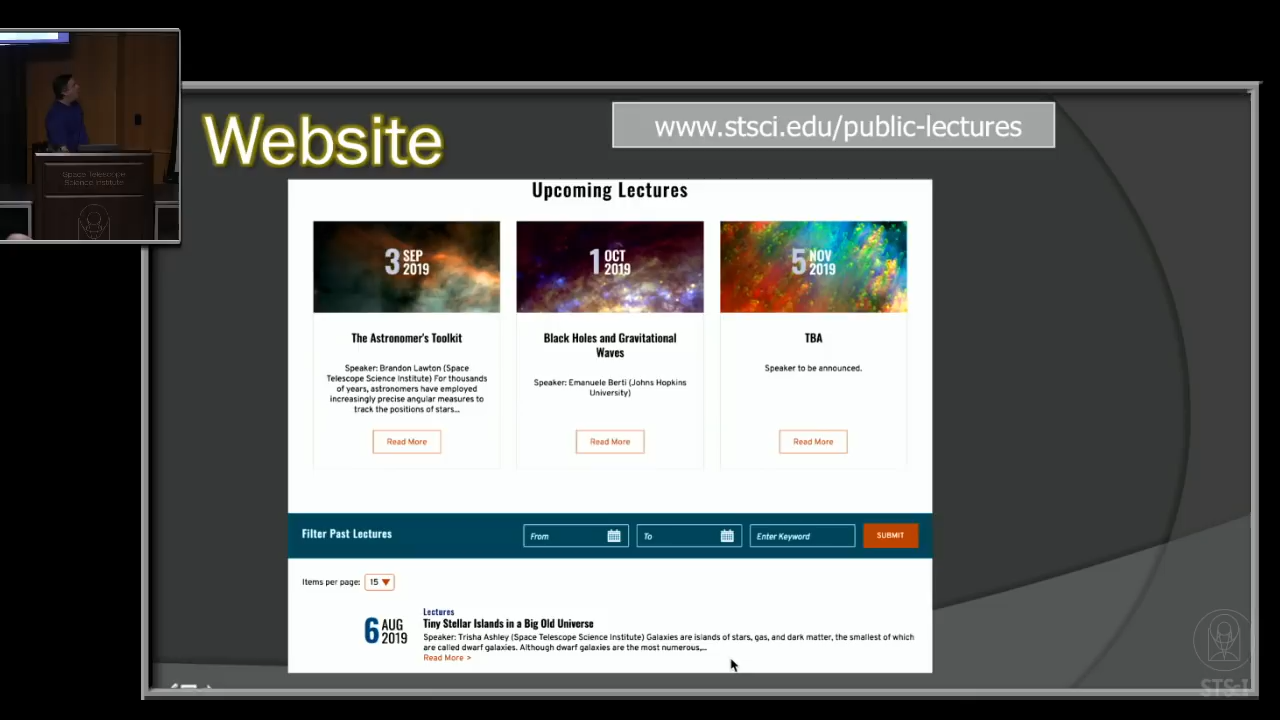 Space Telescope
Science Institute
Website
www.stsci.edu/public-lectures
Upcoming Lectures
3 SEP
2019
1 OCT
2019
5 NOV
2019
The Astronomer's Toolkit
Speaker: Brandon Lawton (Space
Telescope Science Institute) For thousands
of years, astronomers have employed
increasingly precise angular measures to
track the positions of stars...
Read More
Black Holes and Gravitational
Waves
Speaker: Emanuele Berti (Johns Hopkins
University)
Read More
TBA
Speaker to be announced.
Read More
Filter Past Lectures
From
To
Enter Keyword
SUBMIT
Items per page: 15
6 AUG
2019
Lectures
Tiny Stellar Islands in a Big Old Universe
Speaker: Trisha Ashley (Space Telescope Science Institute) Galaxies are islands of stars, gas, and dark matter, the smallest of which
are called dwarf galaxies. Although dwarf galaxies are the most numerous,...
Read More >
STScI